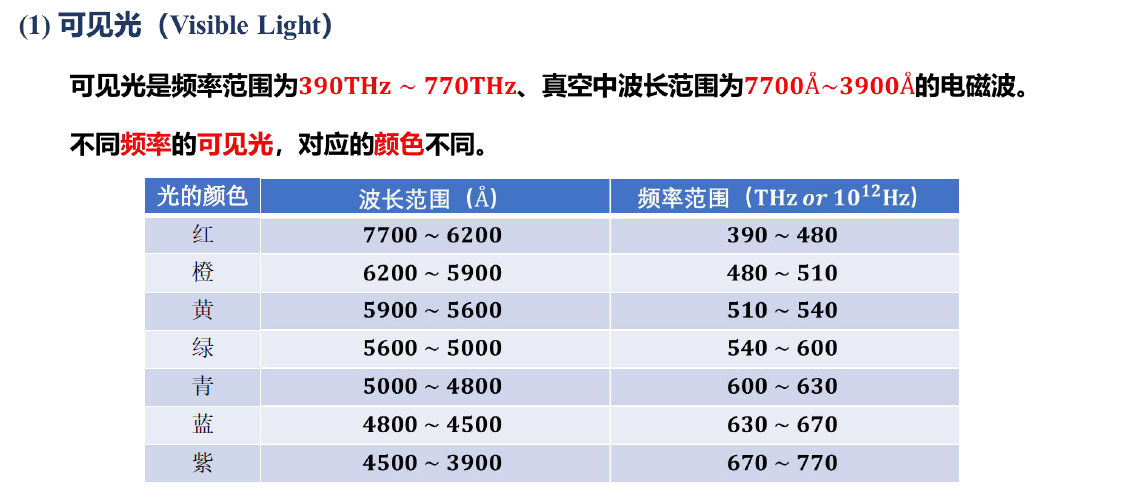 (1) 可见光（Visible Light）
可见光是频率范围为390THz ~ 770THz、真空中波长范围为7700Å~3900Å的电磁波。
不同频率的可见光，对应的颜色不同。
光的颜色 波长范围（Å） 频率范围（THz or 10¹²Hz）
红 7700 ~ 6200 390 ~ 480
橙 6200 ~ 5900 480 ~ 510
黄 5900 ~ 5600 510 ~ 540
绿 5600 ~ 5000 540 ~ 600
青 5000 ~ 4800 600 ~ 630
蓝 4800 ~ 4500 630 ~ 670
紫 4500 ~ 3900 670 ~ 770